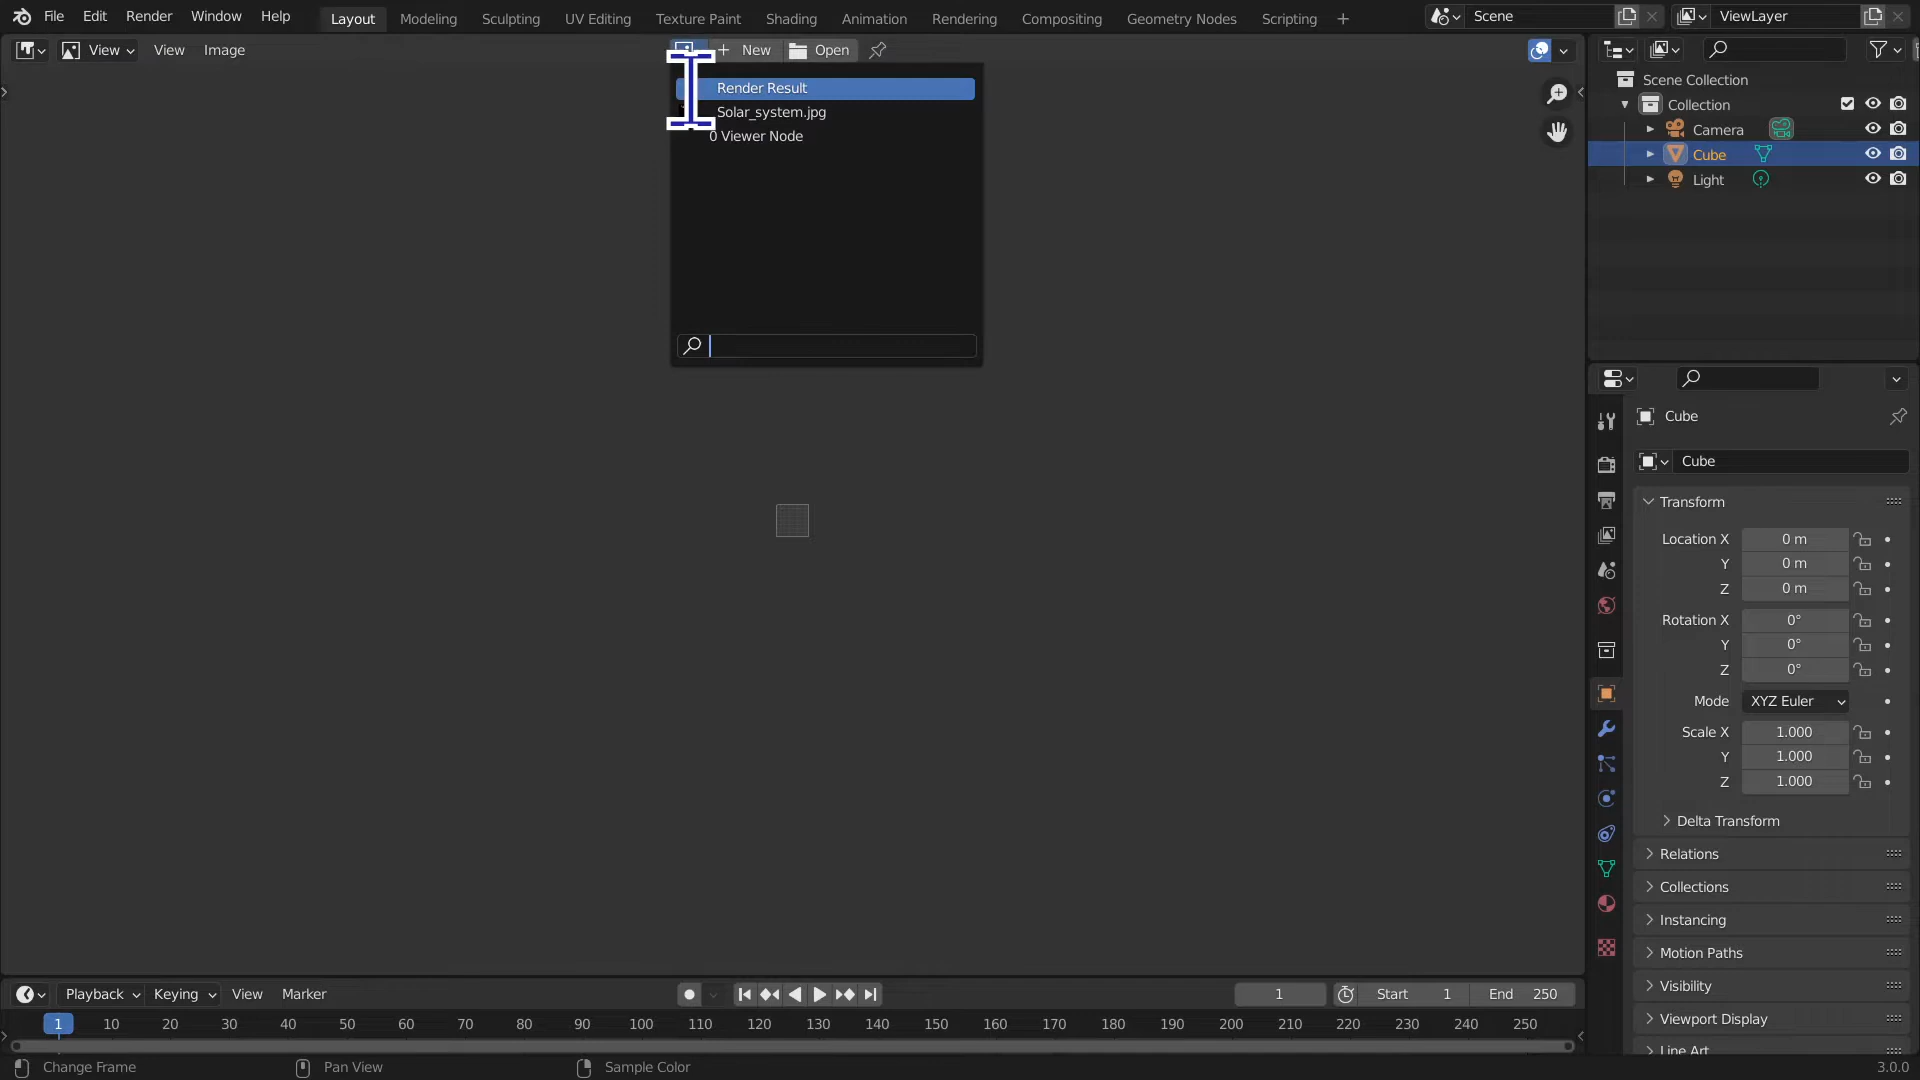 File Edit Render Window Help Layout Modeling Sculpting UV Editing Texture Paint Shading Animation Rendering Compositing Geometry Nodes Scripting + Scene ViewLayer
View View Image + New Open
Render Result
Solar_system.jpg
0 Viewer Node
Scene Collection
Collection
Camera
Cube
Light
Cube
Cube
Transform
Location X 0 m
Y 0 m
Z 0 m
Rotation X 0°
Y 0°
Z 0°
Mode XYZ Euler
Scale X 1.000
Y 1.000
Z 1.000
Delta Transform
Relations
Collections
Instancing
Motion Paths
Visibility
Viewport Display
Line Art
Playback Keying View Marker 1 Start 1 End 250
1 10 20 30 40 50 60 70 80 90 100 110 120 130 140 150 160 170 180 190 200 210 220 230 240 250
Change Frame Pan View Sample Color 3.0.0